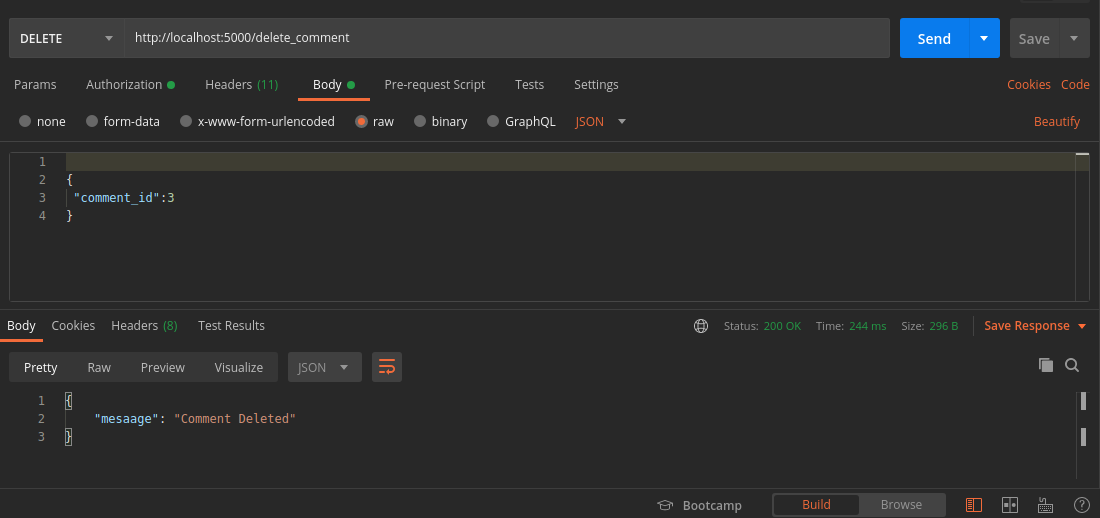 DELETE http://localhost:5000/delete_comment Send Save
Params Authorization Headers (11) Body Pre-request Script Tests Settings Cookies Code
none form-data x-www-form-urlencoded raw binary GraphQL JSON Beautify
1
2 {
3 "comment_id":3
4 }
Body Cookies Headers (8) Test Results Status: 200 OK Time: 244 ms Size: 296 B Save Response
Pretty Raw Preview Visualize JSON
1 {
2 "mesaage": "Comment Deleted"
3 }
Bootcamp Build Browse ?